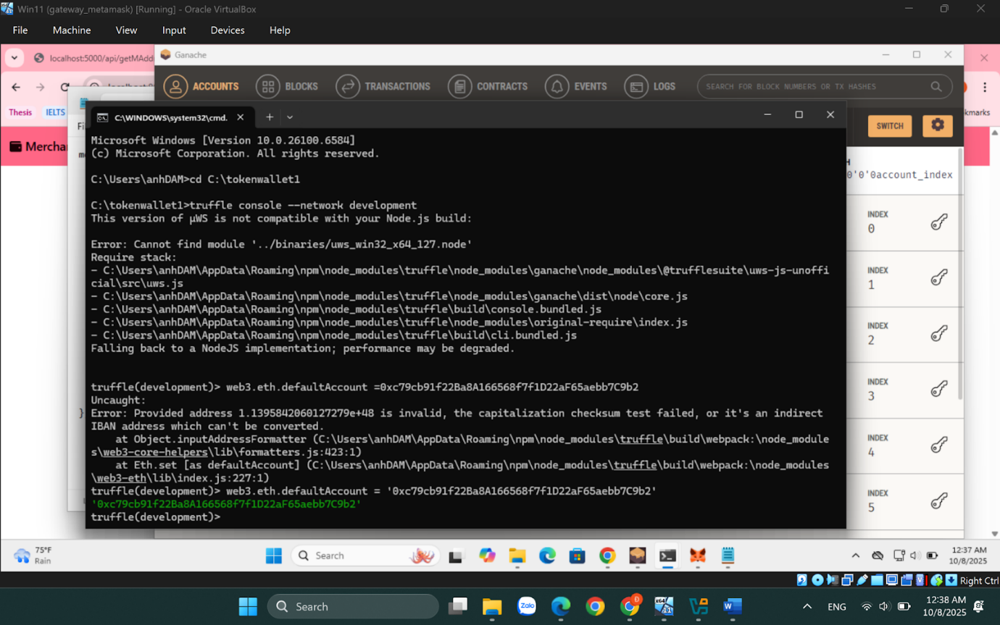 Win11 (gateway_metamask) [Running] - Oracle VirtualBox
File Machine View Input Devices Help
localhost:5000/api/getMAdd
Ganache
ACCOUNTS BLOCKS TRANSACTIONS CONTRACTS EVENTS LOGS SEARCH FOR BLOCK NUMBERS OR TX HASHES
Thesis IELTS
kmarks
SWITCH
Mercha
0'0'0account_index
INDEX
0
INDEX
1
INDEX
2
INDEX
3
INDEX
4
INDEX
5
C:\WINDOWS\system32\cmd.
Microsoft Windows [Version 10.0.26100.6584]
(c) Microsoft Corporation. All rights reserved.
C:\Users\anhDAM>cd C:\tokenwallet1
C:\tokenwallet1>truffle console --network development
This version of µWS is not compatible with your Node.js build:
Error: Cannot find module '../binaries/uws_win32_x64_127.node'
Require stack:
- C:\Users\anhDAM\AppData\Roaming\npm\node_modules\truffle\node_modules\ganache\node_modules\@trufflesuite\uws-js-unoffi
cial\src\uws.js
- C:\Users\anhDAM\AppData\Roaming\npm\node_modules\truffle\node_modules\ganache\dist\node\core.js
- C:\Users\anhDAM\AppData\Roaming\npm\node_modules\truffle\build\console.bundled.js
- C:\Users\anhDAM\AppData\Roaming\npm\node_modules\truffle\node_modules\original-require\index.js
- C:\Users\anhDAM\AppData\Roaming\npm\node_modules\truffle\build\cli.bundled.js
Falling back to a NodeJS implementation; performance may be degraded.
truffle(development)> web3.eth.defaultAccount =0xc79cb91f22Ba8A166568f7f1D22aF65aebb7C9b2
Uncaught:
Error: Provided address 1.1395842060127279e+48 is invalid, the capitalization checksum test failed, or it's an indirect
IBAN address which can't be converted.
at Object.inputAddressFormatter (C:\Users\anhDAM\AppData\Roaming\npm\node_modules\truffle\build\webpack:\node_module
s\web3-core-helpers\lib\formatters.js:423:1)
at Eth.set [as defaultAccount] (C:\Users\anhDAM\AppData\Roaming\npm\node_modules\truffle\build\webpack:\node_modules
\web3-eth\lib\index.js:227:1)
truffle(development)> web3.eth.defaultAccount = '0xc79cb91f22Ba8A166568f7f1D22aF65aebb7C9b2'
'0xc79cb91f22Ba8A166568f7f1D22aF65aebb7C9b2'
truffle(development)>
75°F
Rain
Search
12:37 AM
10/8/2025
Right Ctrl
Search
Zalo
ENG
12:38 AM
10/8/2025